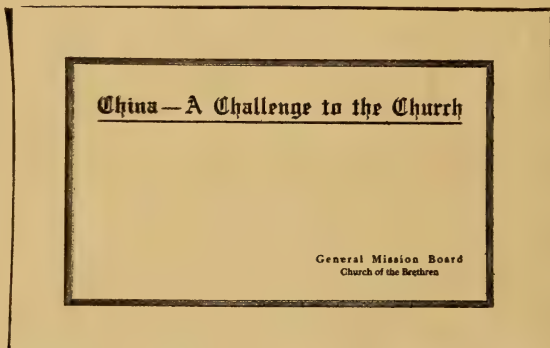 China—A Challenge to the Church
General Mission Board
Church of the Brethren